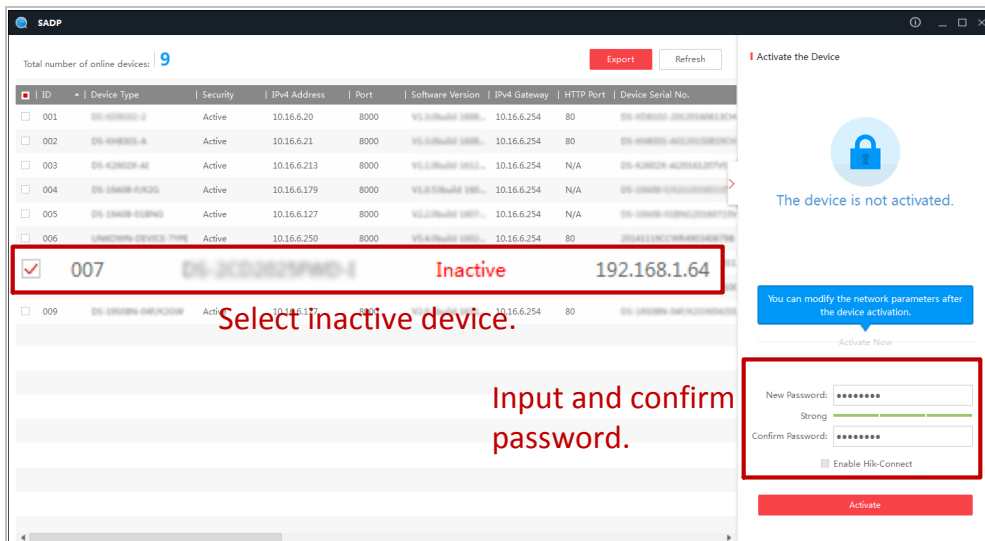 SADP
Total number of online devices: 9
Export
Refresh
ID | Device Type | Security | IPv4 Address | Port | Software Version | IPv4 Gateway | HTTP Port | Device Serial No.
001 Active 10.16.6.20 8000 10.16.6.254 80
002 Active 10.16.6.21 8000 10.16.6.254 80
003 Active 10.16.6.213 8000 10.16.6.254 N/A
004 Active 10.16.6.179 8000 10.16.6.254 N/A
005 Active 10.16.6.127 8000 10.16.6.254 N/A
006 Active 10.16.6.250 8000 10.16.6.254 80
007 Inactive 192.168.1.64
009 8000 10.16.6.254 80
Select inactive device.
Input and confirm
password.
Activate the Device
The device is not activated.
You can modify the network parameters after
the device activation.
Activate Now
New Password: ••••••••
Strong
Confirm Password: ••••••••
Enable Hik-Connect
Activate